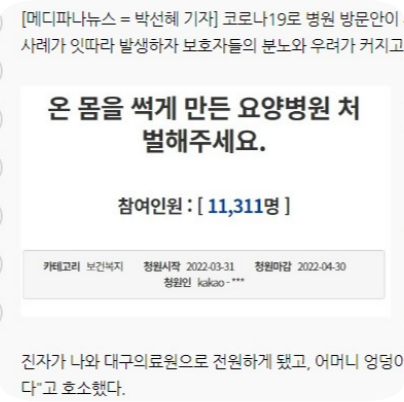 [메디파나뉴스 = 박선혜 기자] 코로나19로 병원 방문안이
사례가 잇따라 발생하자 보호자들의 분노와 우려가 커지고
온 몸을 썩게 만든 요양병원 처
벌해주세요.
참여인원 : [ 11,311명 ]
카테고리 보건복지 청원시작 2022-03-31 청원마감 2022-04-30
청원인 kakao - ***
진자가 나와 대구의료원으로 전원하게 됐고, 어머니 엉덩이
다"고 호소했다.